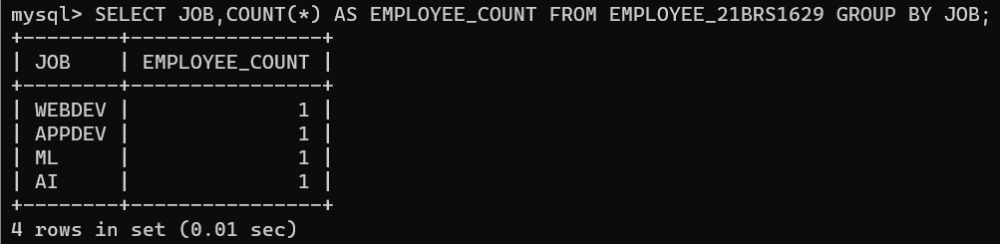 mysql> SELECT JOB,COUNT(*) AS EMPLOYEE_COUNT FROM EMPLOYEE_21BRS1629 GROUP BY JOB;
+--------+----------------+
| JOB    | EMPLOYEE_COUNT |
+--------+----------------+
| WEBDEV |              1 |
| APPDEV |              1 |
| ML     |              1 |
| AI     |              1 |
+--------+----------------+
4 rows in set (0.01 sec)